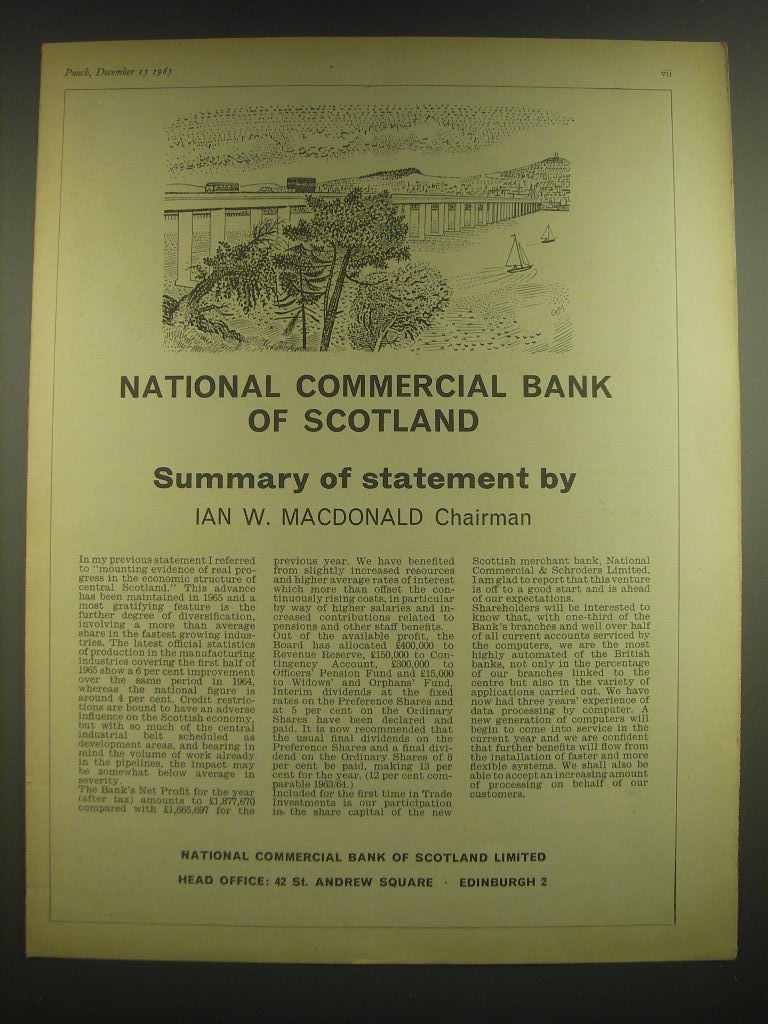 Punch, December 15 1965
vii
GM
NATIONAL COMMERCIAL BANK
OF SCOTLAND
Summary of statement by
IAN W. MACDONALD Chairman
In my previous statement I referred
to "mounting evidence of real pro-
gress in the economic structure of
central Scotland." This advance
has been maintained in 1965 and a
most gratifying feature is the
further degree of diversification,
involving a more than average
share in the fastest growing indus-
tries. The latest official statistics
of production in the manufacturing
industries covering the first half of
1965 show a 6 per cent improvement
over the same period in 1964,
whereas the national figure is
around 4 per cent. Credit restric-
tions are bound to have an adverse
influence on the Scottish economy,
but with so much of the central
industrial belt scheduled as
development areas, and bearing in
mind the volume of work already
in the pipelines, the impact may
be somewhat below average in
severity.
The Bank's Net Profit for the year
(after tax) amounts to £1,877,670
compared with £1,665,697 for the
previous year. We have benefited
from slightly increased resources
and higher average rates of interest
which more than offset the con-
tinuously rising costs, in particular
by way of higher salaries and in-
creased contributions related to
pensions and other staff benefits.
Out of the available profit, the
Board has allocated £400,000 to
Revenue Reserve, £150,000 to Con-
tingency Account, £300,000 to
Officers' Pension Fund and £15,000
to Widows' and Orphans' Fund.
Interim dividends at the fixed
rates on the Preference Shares and
at 5 per cent on the Ordinary
Shares have been declared and
paid. It is now recommended that
the usual final dividends on the
Preference Shares and a final divi-
dend on the Ordinary Shares of 8
per cent be paid, making 13 per
cent for the year. (12 per cent com-
parable 1963/64.)
Included for the first time in Trade
Investments is our participation
in the share capital of the new
Scottish merchant bank, National
Commercial & Schroders Limited.
I am glad to report that this venture
is off to a good start and is ahead
of our expectations.
Shareholders will be interested to
know that, with one-third of the
Bank's branches and well over half
of all current accounts serviced by
the computers, we are the most
highly automated of the British
banks, not only in the percentage
of our branches linked to the
centre but also in the variety of
applications carried out. We have
now had three years' experience of
data processing by computer. A
new generation of computers will
begin to come into service in the
current year and we are confident
that further benefits will flow from
the installation of faster and more
flexible systems. We shall also be
able to accept an increasing amount
of processing on behalf of our
customers.
NATIONAL COMMERCIAL BANK OF SCOTLAND LIMITED
HEAD OFFICE: 42 St. ANDREW SQUARE · EDINBURGH 2